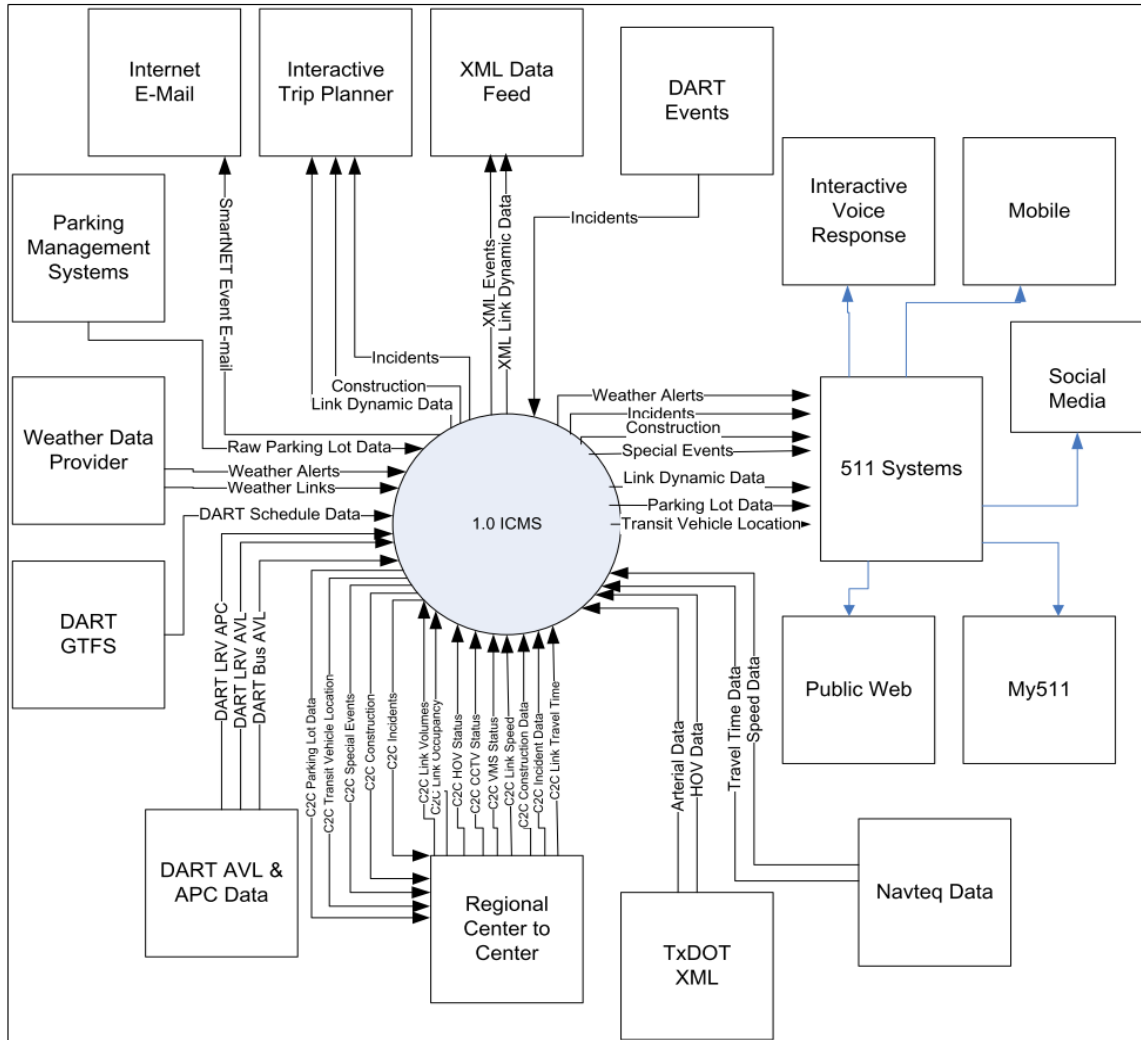 Internet
E-Mail
Interactive
Trip Planner
XML Data
Feed
DART
Events
Parking
Management
Systems
Interactive
Voice
Response
Mobile
SmartNET Event E-mail
XML Events
XML Link Dynamic Data
Incidents
Incidents
Construction
Link Dynamic Data
Social
Media
Weather Data
Provider
Raw Parking Lot Data
Weather Alerts
Weather Links
DART Schedule Data
1.0 ICMS
Weather Alerts
Incidents
Construction
Special Events
Link Dynamic Data
Parking Lot Data
Transit Vehicle Location
511 Systems
DART
GTFS
DART LRV APC
DART LRV AVL
DART Bus AVL
C2C Parking Lot Data
C2C Transit Vehicle Location
C2C Special Events
C2C Construction
C2C Incidents
C2C Link Volumes
C2C Link Occupancy
C2C HOV Status
C2C CCTV Status
C2C VMS Status
C2C Link Speed
C2C Construction Data
C2C Incident Data
C2C Link Travel Time
Arterial Data
HOV Data
Travel Time Data
Speed Data
Public Web
My511
DART AVL &
APC Data
Regional
Center to
Center
TxDOT
XML
Navteq Data